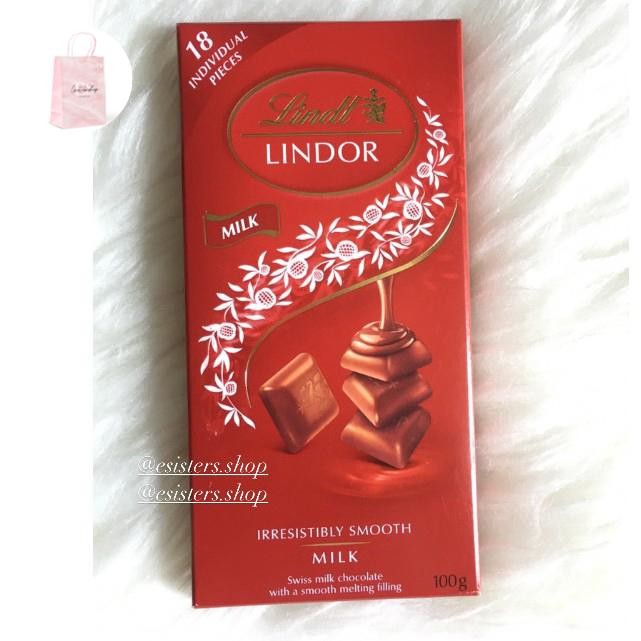 18
INDIVIDUAL
PIECES
Lindt
LINDOR
MILK
@esisters.shop
@esisters.shop
IRRESISTIBLY SMOOTH
MILK
Swiss milk chocolate
with a smooth melting filling
100g